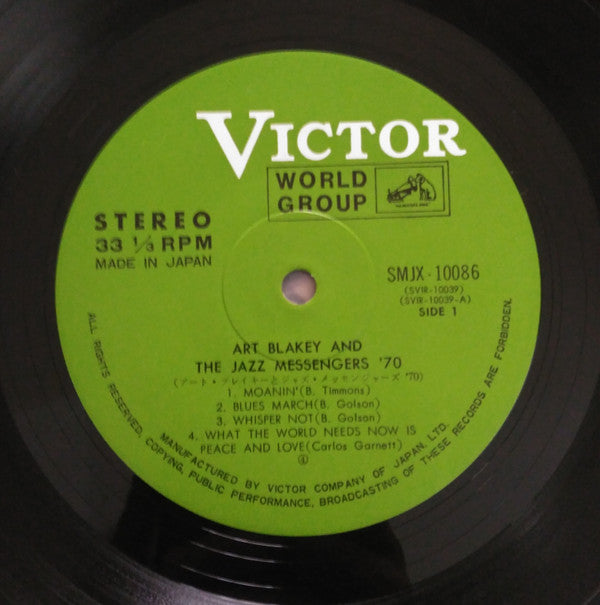 VICTOR
WORLD
GROUP
STEREO
33 1/3 RPM
MADE IN JAPAN
SMJX-10086
(SVIR-10039)
(SVIR-10039-A)
SIDE 1
ART BLAKEY AND
THE JAZZ MESSENGERS '70
(アート・ブレイキーとジャズ・メッセンジャーズ '70)
1. MOANIN'(B. Timmons)
2. BLUES MARCH(B. Golson)
3. WHISPER NOT(B. Golson)
4. WHAT THE WORLD NEEDS NOW IS
PEACE AND LOVE(Carlos Garnett)
MANUFACTURED BY VICTOR COMPANY OF JAPAN, LTD.
ALL RIGHTS RESERVED, COPYING, PUBLIC PERFORMANCE, BROADCASTING OF THESE RECORDS ARE FORBIDDEN.